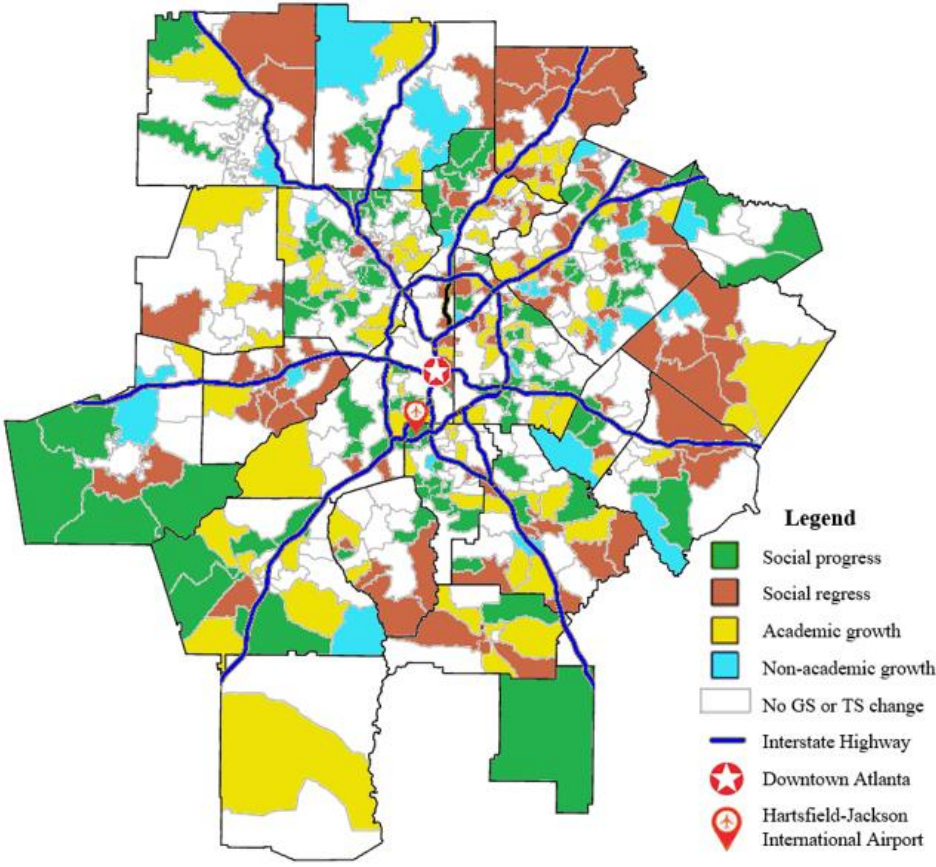 Legend
Social progress
Social regress
Academic growth
Non-academic growth
No GS or TS change
Interstate Highway
Downtown Atlanta
Hartsfield-Jackson
International Airport